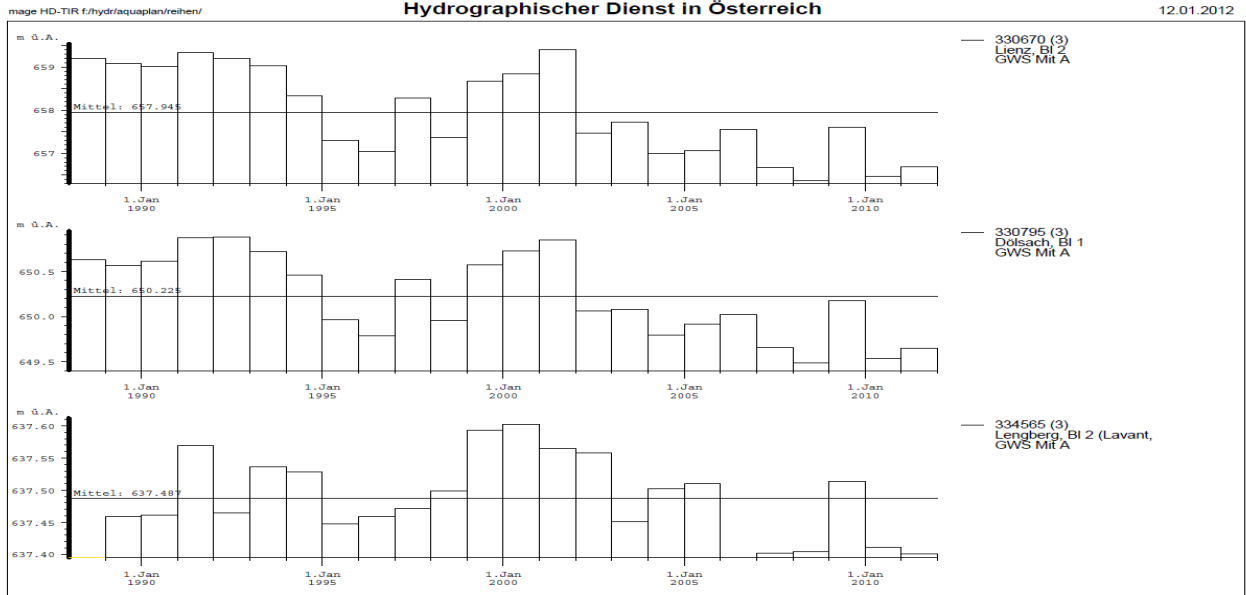 mage HD-TIR f:/hydr/aquaplan/reihen/ Hydrographischer Dienst in Österreich 12.01.2012
m ü.A.
659
658
657
Mittel: 657.945
1.Jan 1.Jan 1.Jan 1.Jan 1.Jan
1990 1995 2000 2005 2010
330670 (3)
Lienz, Bl 2
GWS Mit A
m ü.A.
650.5
650.0
649.5
Mittel: 650.225
1.Jan 1.Jan 1.Jan 1.Jan 1.Jan
1990 1995 2000 2005 2010
330795 (3)
Dölsach, Bl 1
GWS Mit A
m ü.A.
637.60
637.55
637.50
637.45
637.40
Mittel: 637.487
1.Jan 1.Jan 1.Jan 1.Jan 1.Jan
1990 1995 2000 2005 2010
334565 (3)
Lengberg, Bl 2 (Lavant,
GWS Mit A